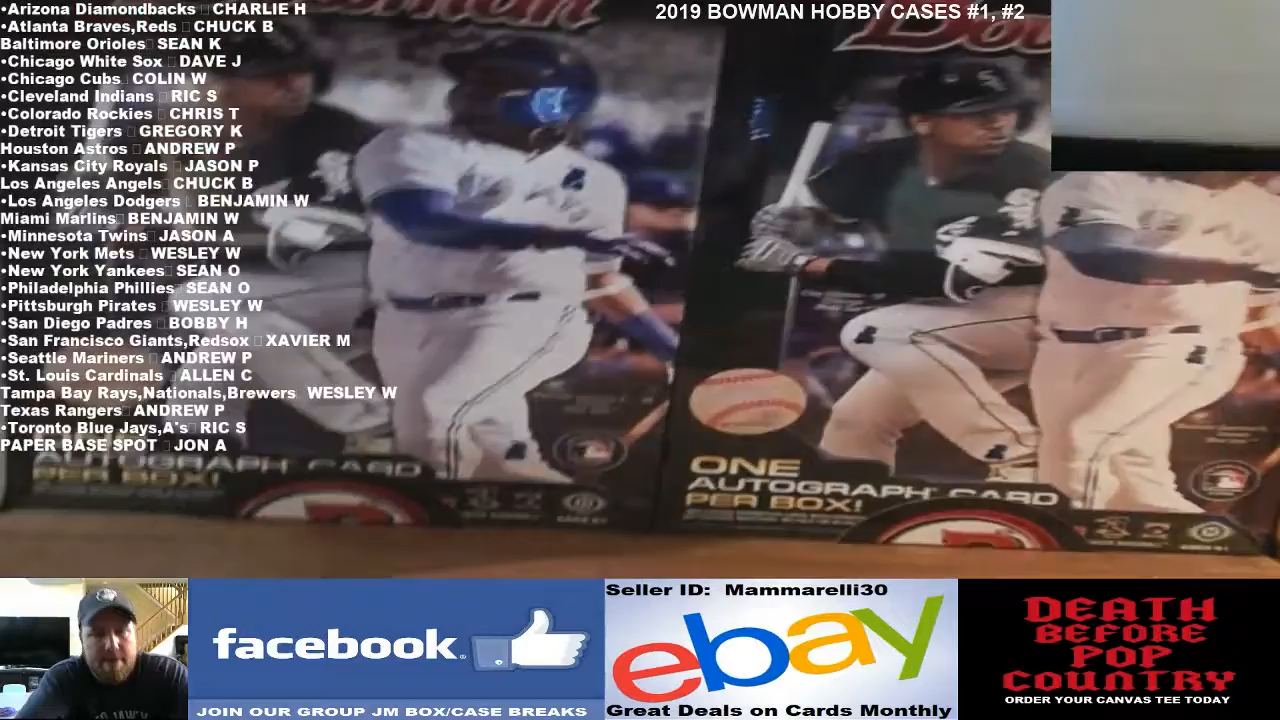 •Arizona Diamondbacks CHARLIE H
•Atlanta Braves,Reds CHUCK B
Baltimore Orioles SEAN K
•Chicago White Sox DAVE J
•Chicago Cubs COLIN W
•Cleveland Indians RIC S
•Colorado Rockies CHRIS T
•Detroit Tigers GREGORY K
Houston Astros ANDREW P
•Kansas City Royals JASON P
Los Angeles Angels CHUCK B
•Los Angeles Dodgers BENJAMIN W
Miami Marlins BENJAMIN W
•Minnesota Twins JASON A
•New York Mets WESLEY W
•New York Yankees SEAN O
•Philadelphia Phillies SEAN O
•Pittsburgh Pirates WESLEY W
•San Diego Padres BOBBY H
•San Francisco Giants,Redsox XAVIER M
•Seattle Mariners ANDREW P
•St. Louis Cardinals ALLEN C
Tampa Bay Rays,Nationals,Brewers WESLEY W
Texas Rangers ANDREW P
•Toronto Blue Jays,A's RIC S
PAPER BASE SPOT JON A
2019 BOWMAN HOBBY CASES #1, #2
AUTOGRAPH CARD
PER BOX!
ONE
AUTOGRAPH CARD
PER BOX!
facebook.
JOIN OUR GROUP JM BOX/CASE BREAKS
Seller ID: Mammarelli30
ebay
Great Deals on Cards Monthly
DEATH
BEFORE
POP
COUNTRY
ORDER YOUR CANVAS TEE TODAY